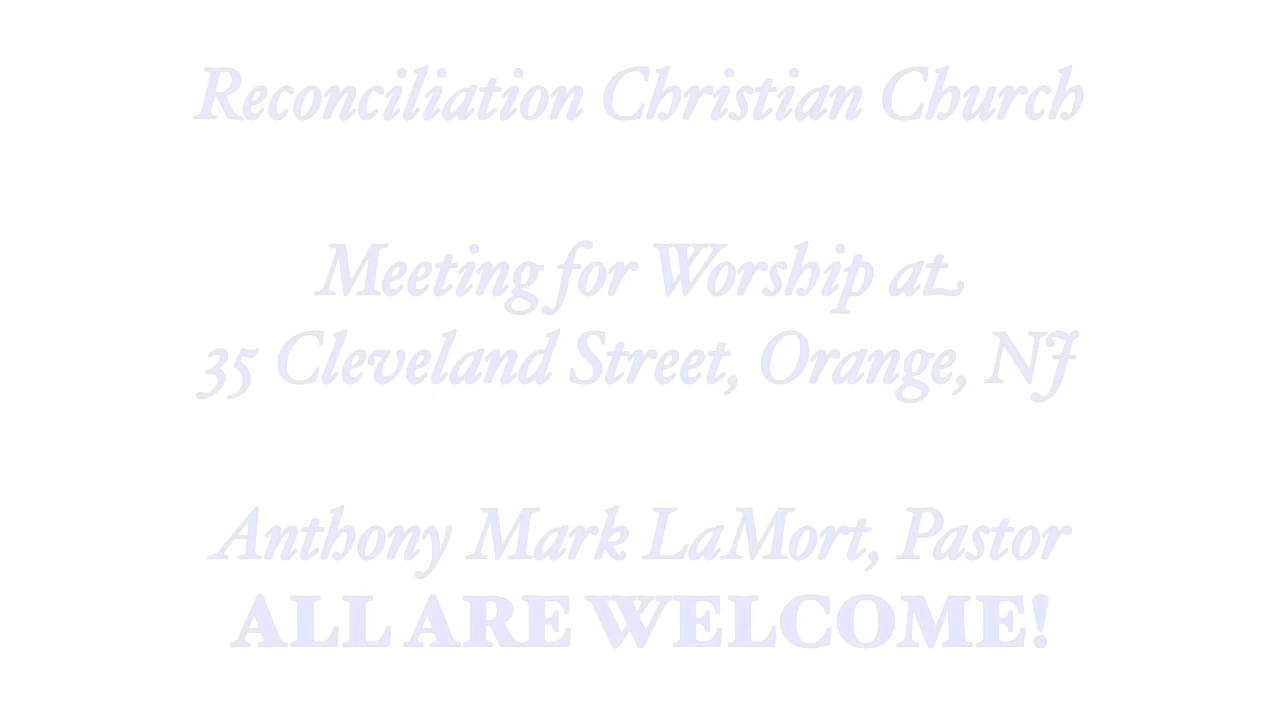 Reconciliation Christian Church
Meeting for Worship at
35 Cleveland Street, Orange, NJ
Anthony Mark LaMort, Pastor
ALL ARE WELCOME!